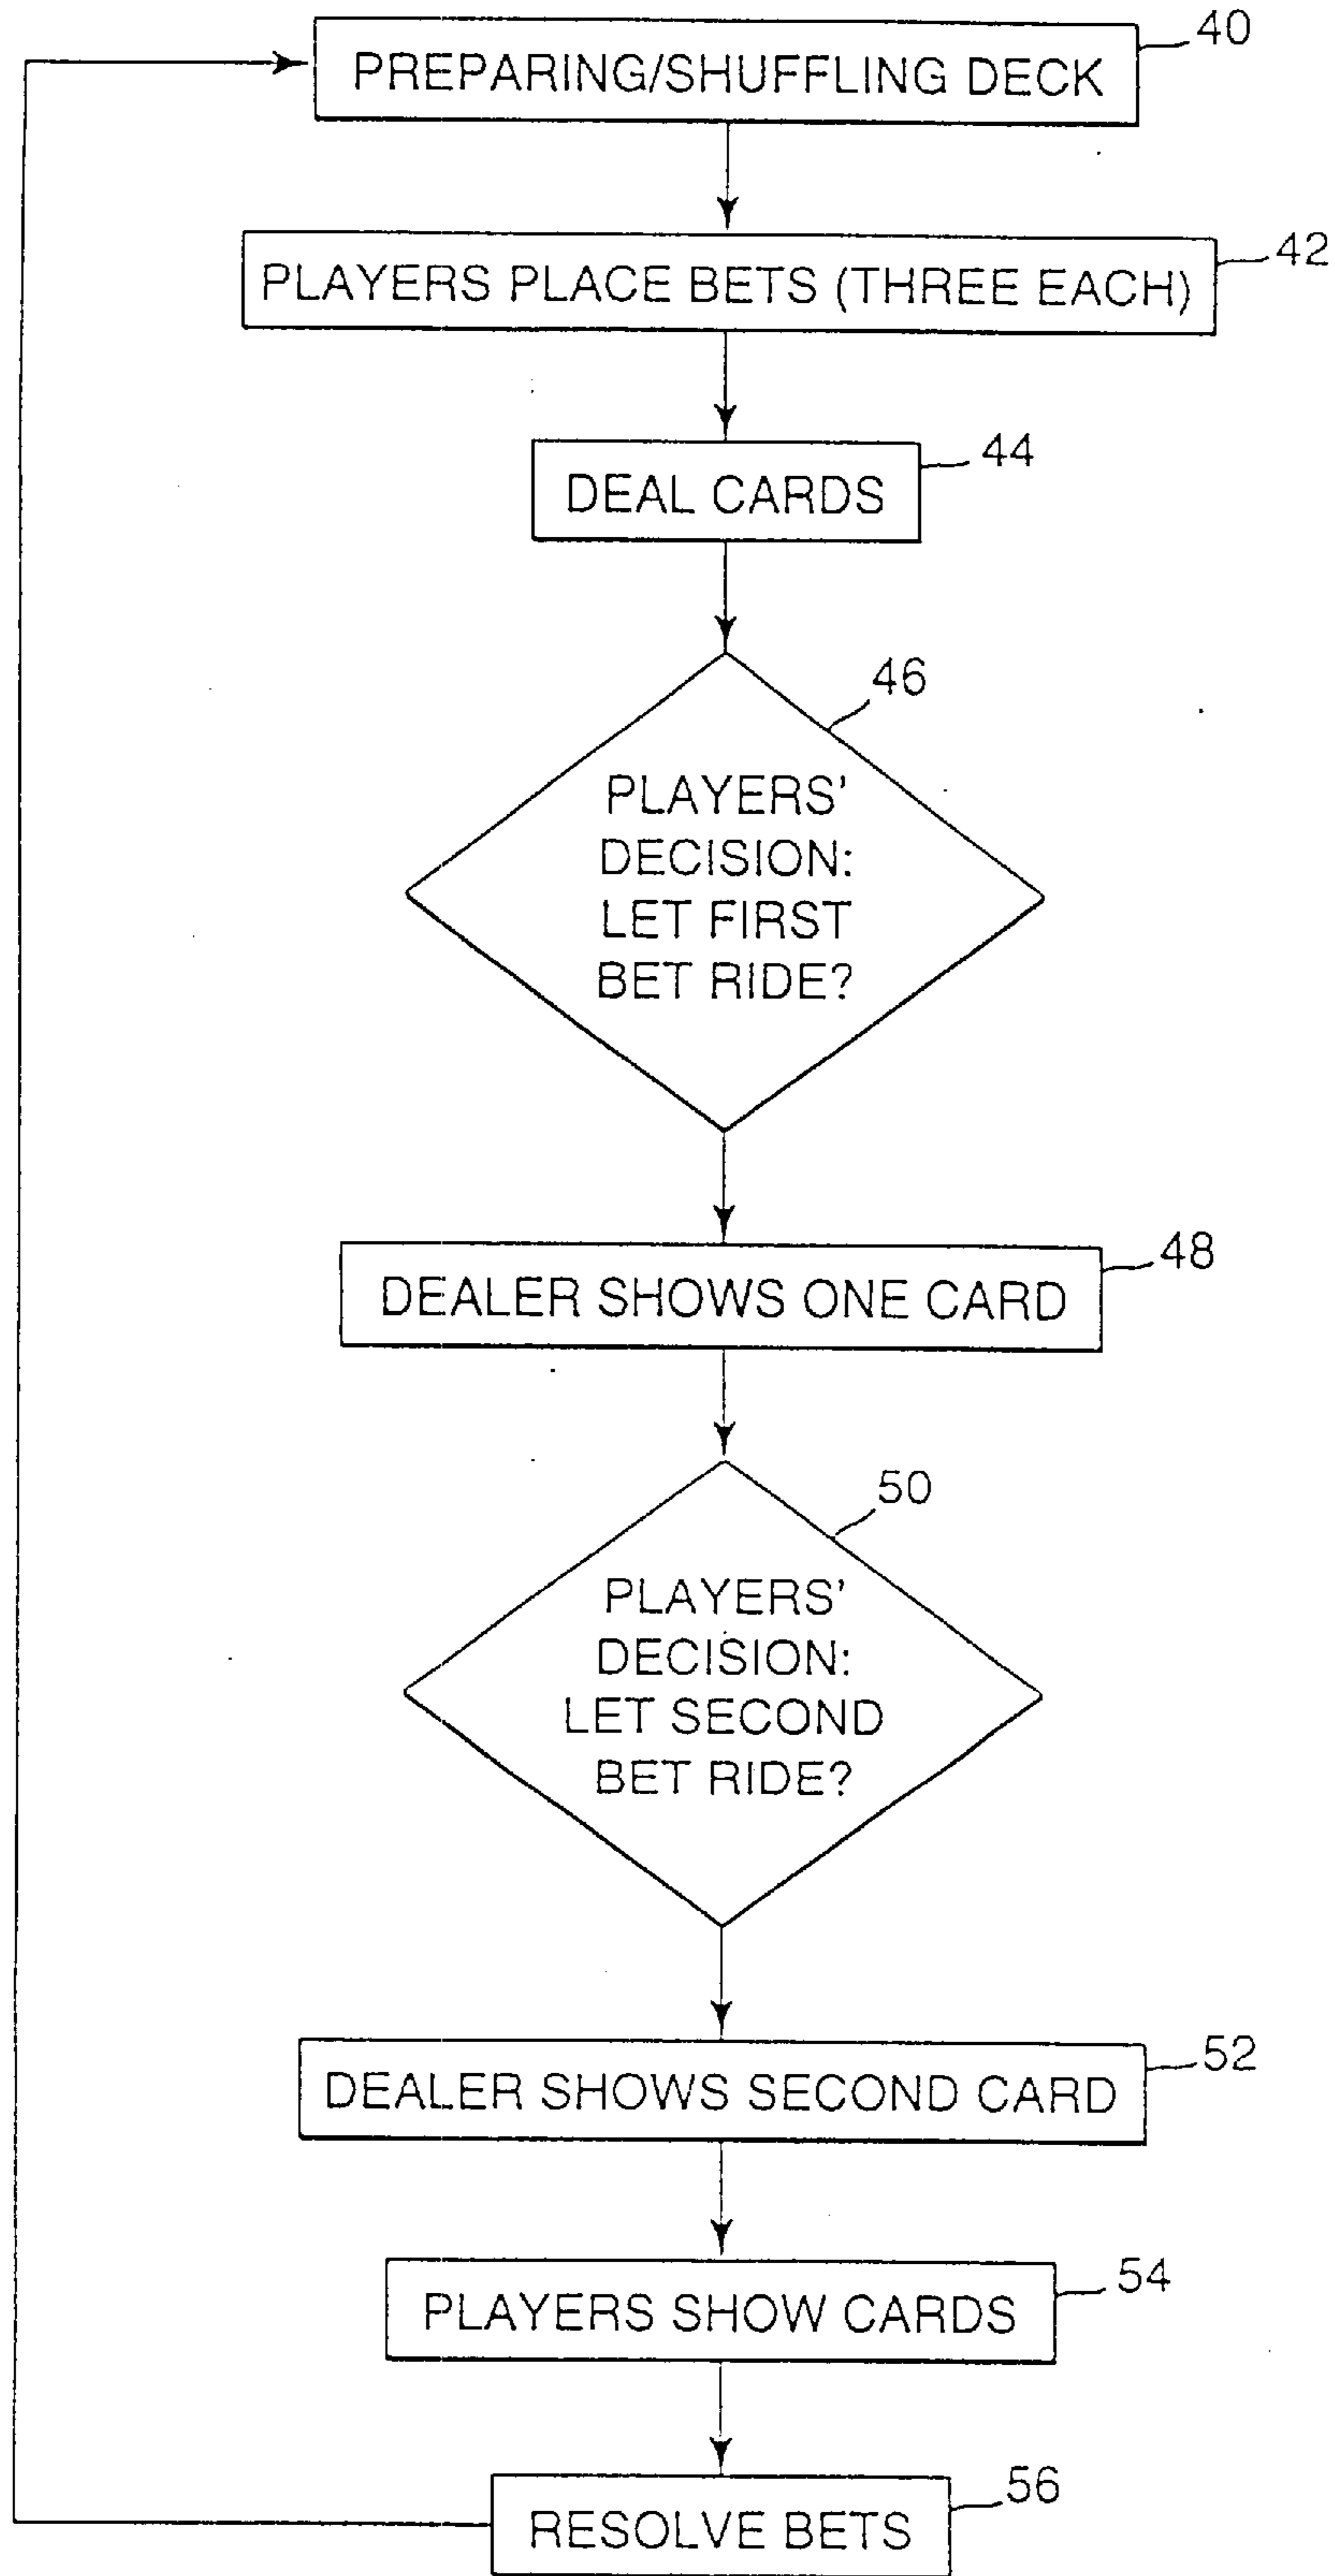 40
PREPARING/SHUFFLING DECK
42
PLAYERS PLACE BETS (THREE EACH)
44
DEAL CARDS
46
PLAYERS'
DECISION:
LET FIRST
BET RIDE?
48
DEALER SHOWS ONE CARD
50
PLAYERS'
DECISION:
LET SECOND
BET RIDE?
52
DEALER SHOWS SECOND CARD
54
PLAYERS SHOW CARDS
56
RESOLVE BETS